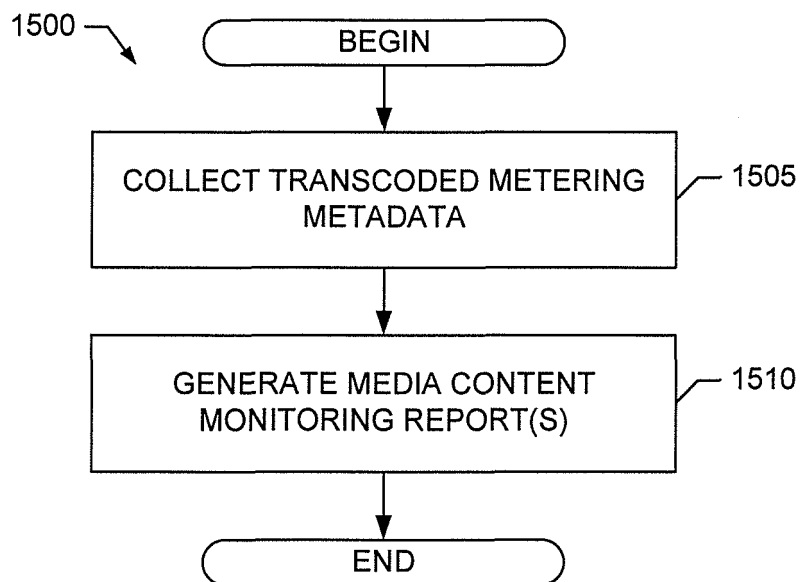 1500
BEGIN
COLLECT TRANSCODED METERING
METADATA
1505
GENERATE MEDIA CONTENT
MONITORING REPORT(S)
1510
END